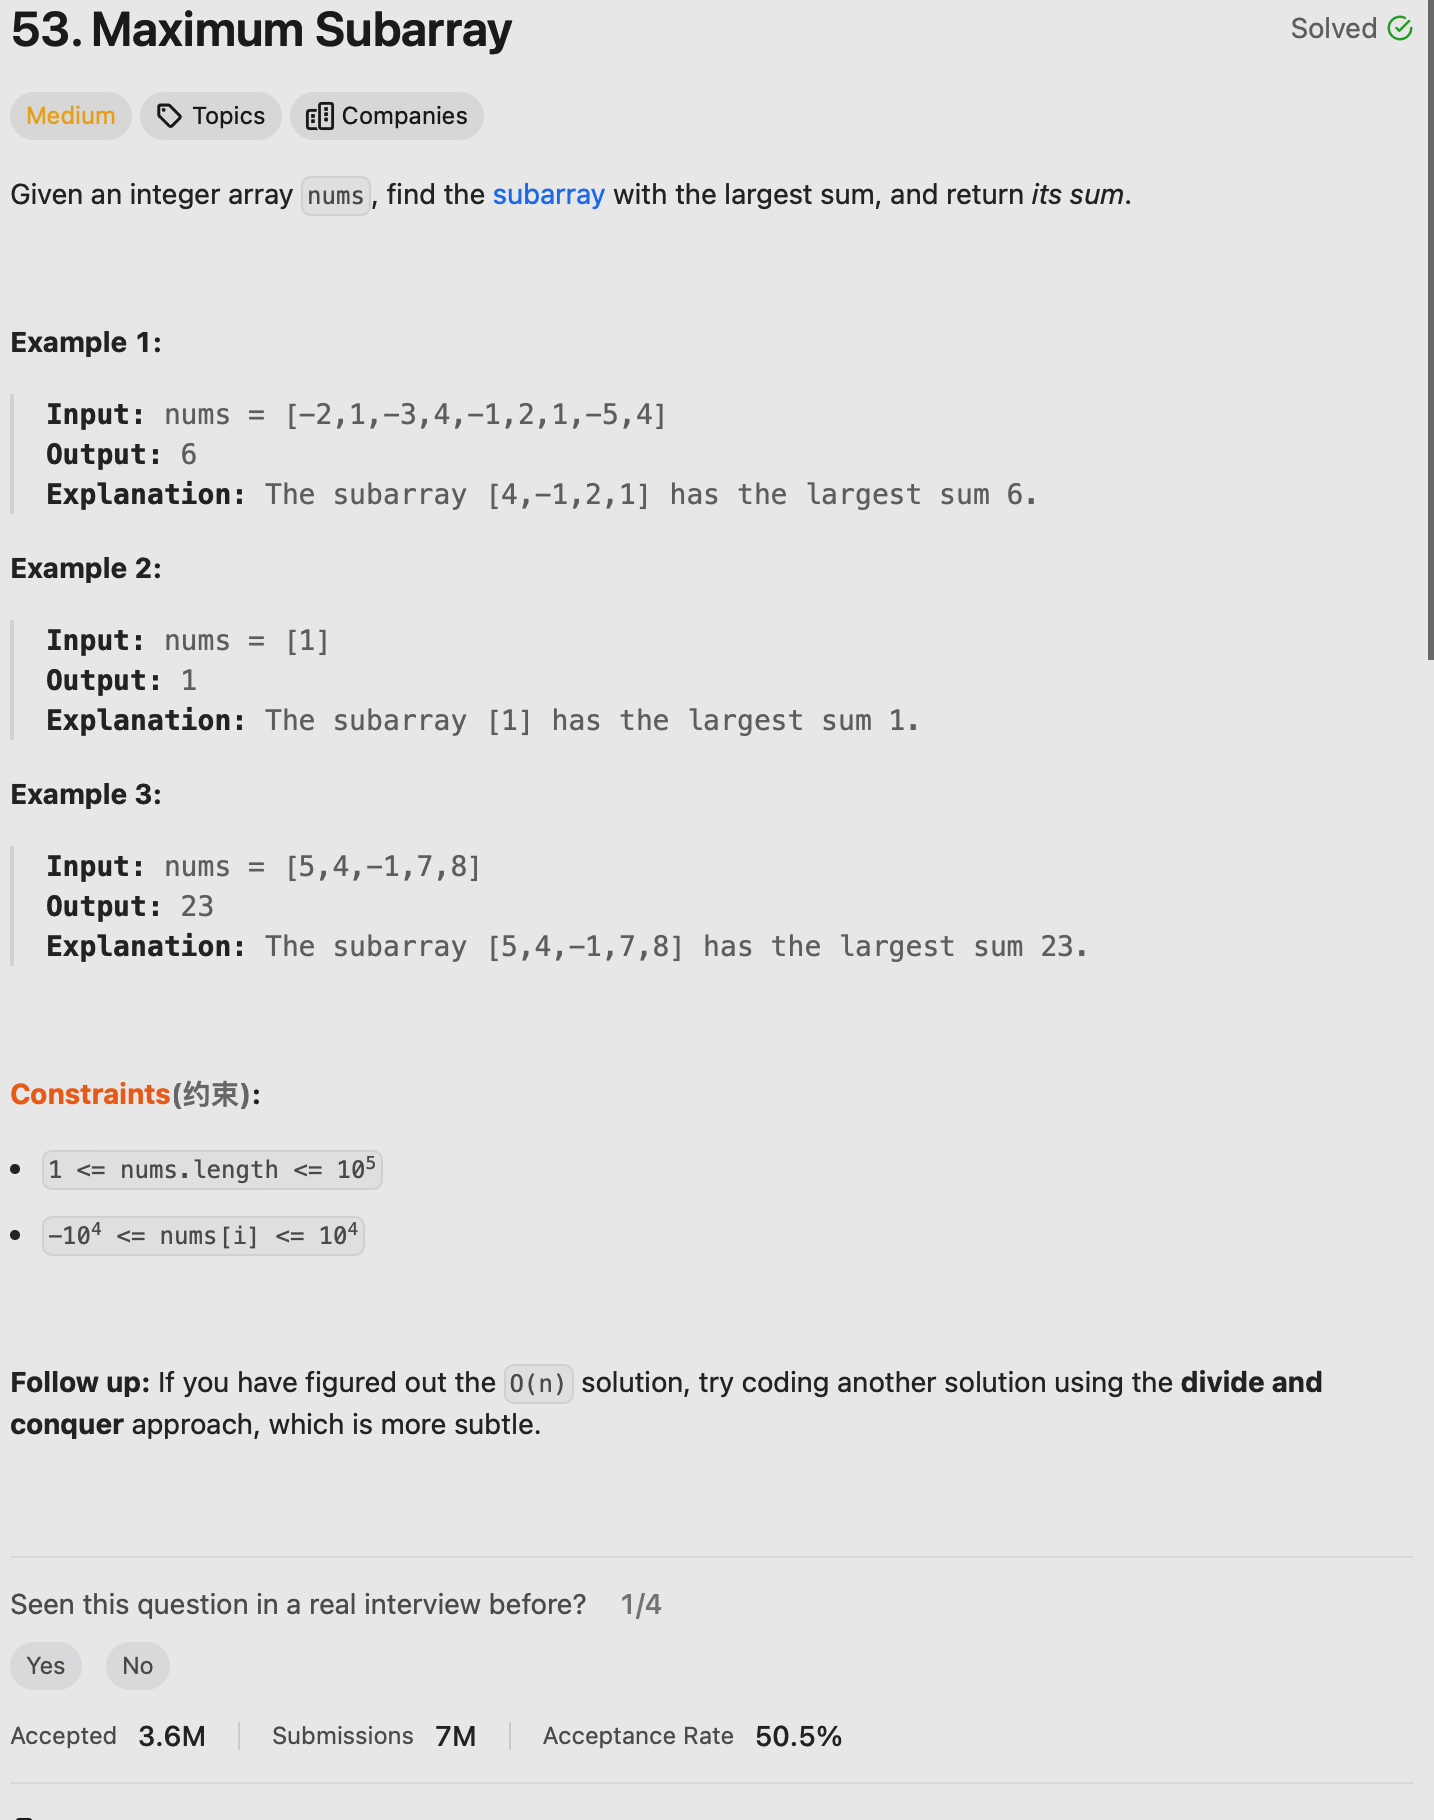 53. Maximum Subarray
Solved
Medium
Topics
Companies
Given an integer array nums, find the subarray with the largest sum, and return its sum.
Example 1:
Input: nums = [-2,1,-3,4,-1,2,1,-5,4]
Output: 6
Explanation: The subarray [4,-1,2,1] has the largest sum 6.
Example 2:
Input: nums = [1]
Output: 1
Explanation: The subarray [1] has the largest sum 1.
Example 3:
Input: nums = [5,4,-1,7,8]
Output: 23
Explanation: The subarray [5,4,-1,7,8] has the largest sum 23.
Constraints(约束):
• 1 <= nums.length <= 10⁵
• -10⁴ <= nums[i] <= 10⁴
Follow up: If you have figured out the O(n) solution, try coding another solution using the divide and
conquer approach, which is more subtle.
Seen this question in a real interview before? 1/4
Yes
No
Accepted 3.6M
Submissions 7M
Acceptance Rate 50.5%